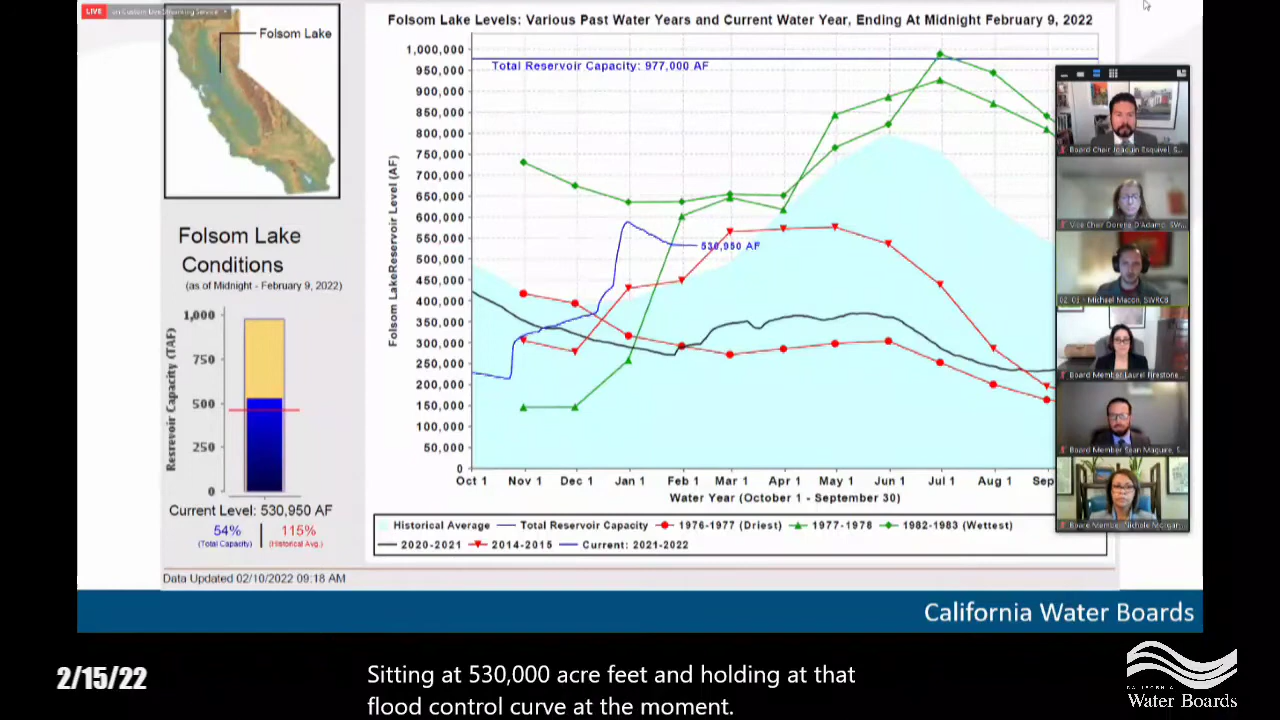 LIVE
on Custom Live Streaming Service
Folsom Lake
Folsom Lake Levels: Various Past Water Years and Current Water Year, Ending At Midnight February 9, 2022
1,000,000
950,000
900,000
850,000
800,000
750,000
700,000
650,000
600,000
550,000
500,000
450,000
400,000
350,000
300,000
250,000
200,000
150,000
100,000
50,000
0
Folsom LakeReservoir Level (AF)
Total Reservoir Capacity: 977,000 AF
530,950 AF
Oct 1 Nov 1 Dec 1 Jan 1 Feb 1 Mar 1 Apr 1 May 1 Jun 1 Jul 1 Aug 1 Sep
Water Year (October 1 - September 30)
Historical Average Total Reservoir Capacity 1976-1977 (Driest) 1977-1978 1982-1983 (Wettest)
2020-2021 2014-2015 Current: 2021-2022
Folsom Lake
Conditions
(as of Midnight - February 9, 2022)
Resrevoir Capacity (TAF)
1,000
750
500
250
0
Current Level: 530,950 AF
54% 115%
(Total Capacity) (Historical Avg.)
Data Updated 02/10/2022 09:18 AM
Board Chair Joaquin Esquivel, S...
Vice Chair Dorene D'Adamo, SW...
Michael Macon, SWRCB
Board Member Laurel Firestone...
Board Member Sean Maguire, S...
Board Member Nichole Morgan...
California Water Boards
2/15/22
Sitting at 530,000 acre feet and holding at that
flood control curve at the moment.
CALIFORNIA
Water Boards